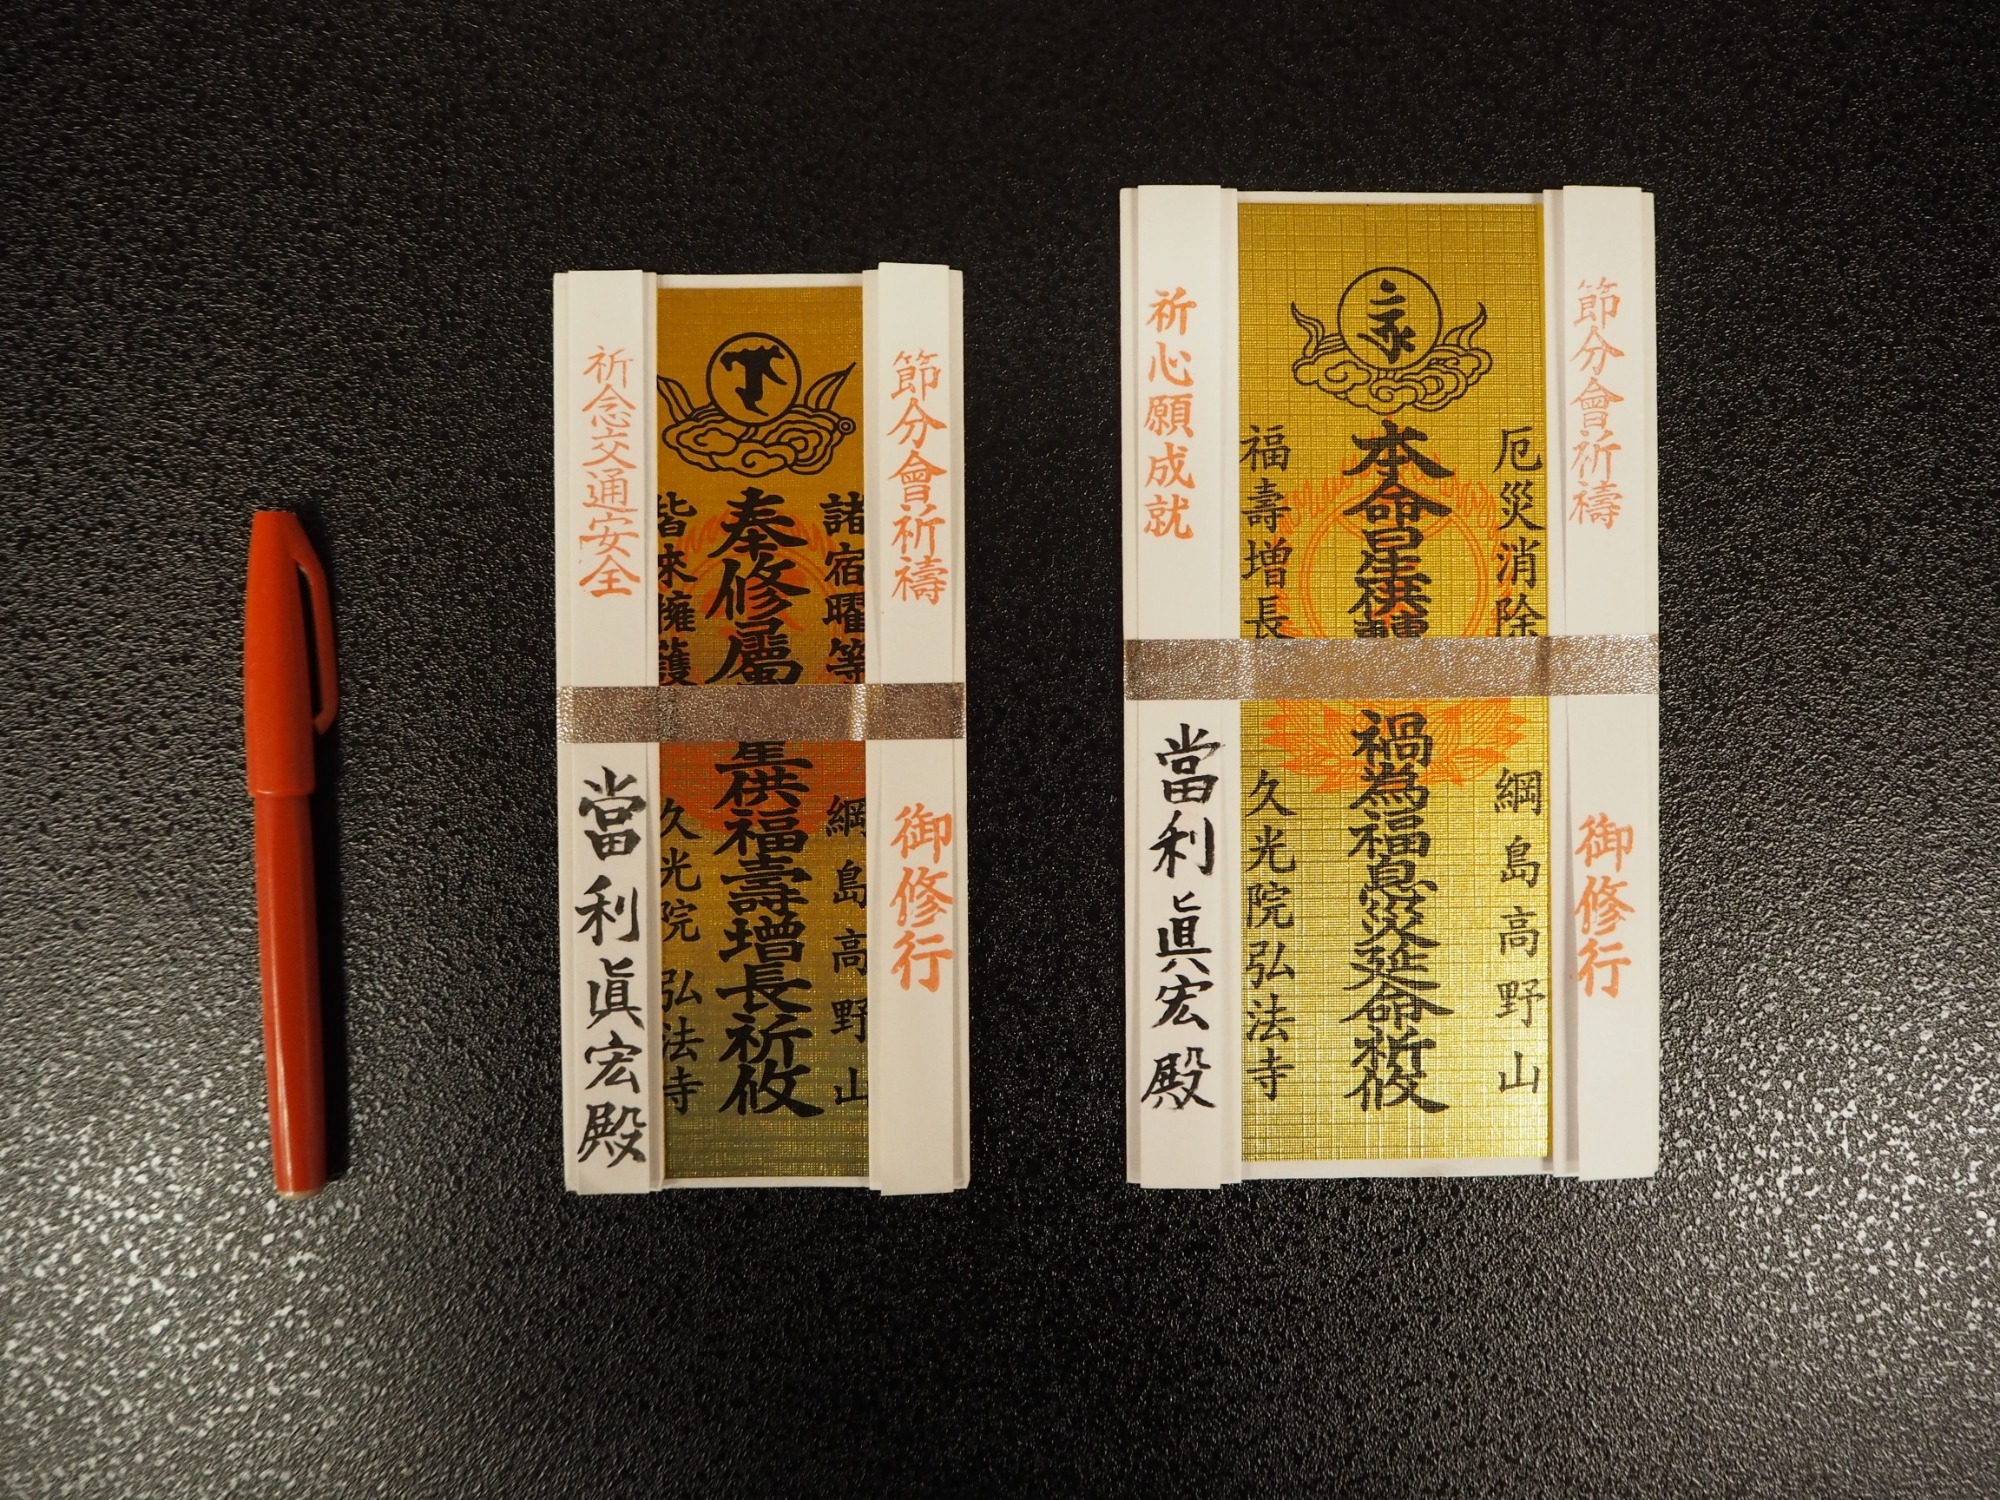 節分會祈禱
御修行
諸宿曜等
綱島高野山
奉修屬
星供福壽增長祈攸
皆來擁護
久光院弘法寺
祈念交通安全
當利眞宏殿
節分會祈禱
御修行
厄災消除
綱島高野山
本命星供轉
禍為福息災延命祈攸
福壽增長
久光院弘法寺
祈心願成就
當利眞宏殿